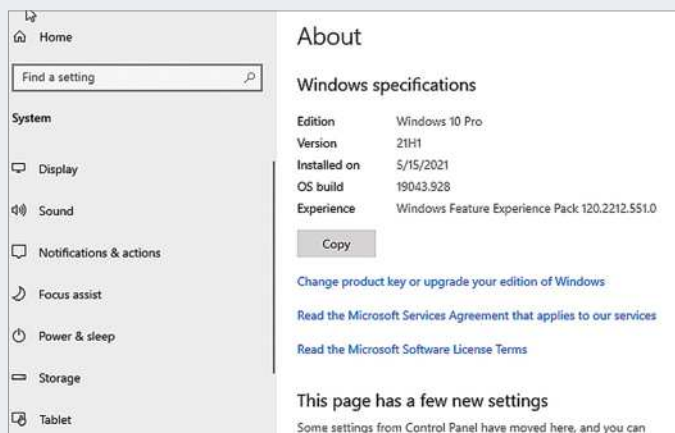 Home
Find a setting
System
Display
Sound
Notifications & actions
Focus assist
Power & sleep
Storage
Tablet
About
Windows specifications
Edition Windows 10 Pro
Version 21H1
Installed on 5/15/2021
OS build 19043.928
Experience Windows Feature Experience Pack 120.2212.551.0
Copy
Change product key or upgrade your edition of Windows
Read the Microsoft Services Agreement that applies to our services
Read the Microsoft Software License Terms
This page has a few new settings
Some settings from Control Panel have moved here, and you can